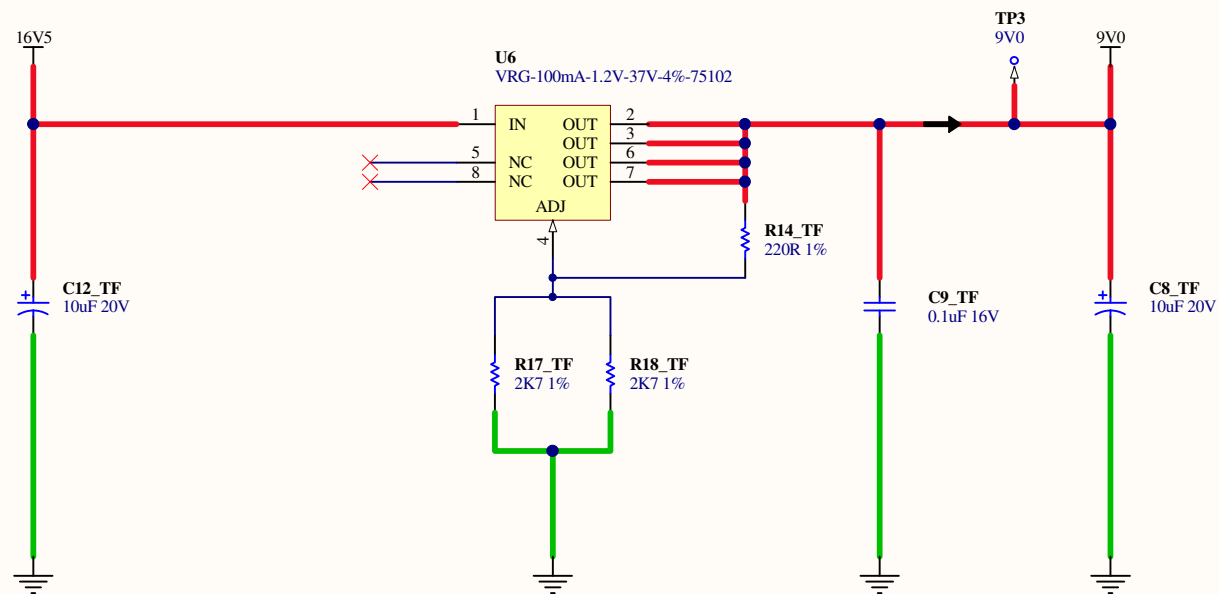 TP3
9V0
16V5
9V0
U6
VRG-100mA-1.2V-37V-4%-75102
1 IN OUT 2
OUT 3
5 NC OUT 6
8 NC OUT 7
ADJ
4
R14_TF
220R 1%
C12_TF
10uF 20V
C9_TF
0.1uF 16V
C8_TF
10uF 20V
R17_TF
2K7 1%
R18_TF
2K7 1%